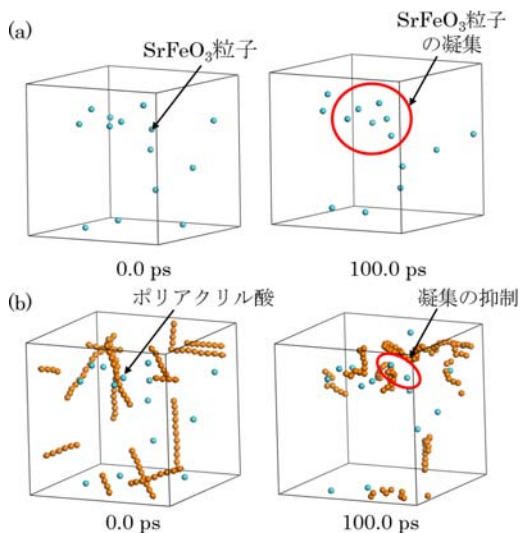 (a)
SrFeO₃粒子
SrFeO₃粒子
の凝集
0.0 ps
100.0 ps
(b)
ポリアクリル酸
凝集の抑制
0.0 ps
100.0 ps